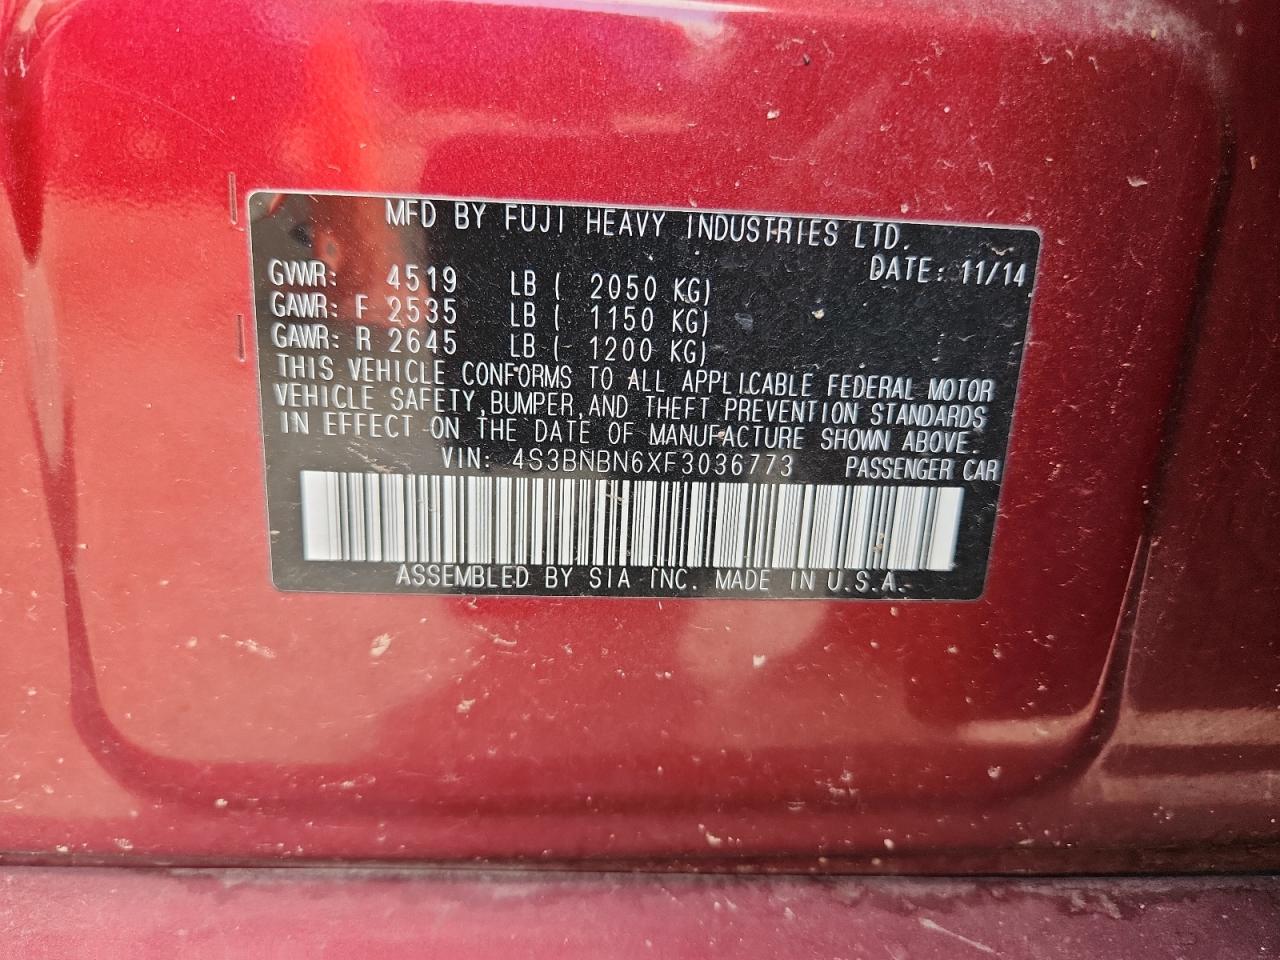 MFD BY FUJI HEAVY INDUSTRIES LTD.
DATE: 11/14
GVWR: 4519 LB ( 2050 KG)
GAWR: F 2535 LB ( 1150 KG)
GAWR: R 2645 LB ( 1200 KG)
THIS VEHICLE CONFORMS TO ALL APPLICABLE FEDERAL MOTOR
VEHICLE SAFETY, BUMPER, AND THEFT PREVENTION STANDARDS
IN EFFECT ON THE DATE OF MANUFACTURE SHOWN ABOVE.
VIN: 4S3BNBN6XF3036773 PASSENGER CAR
ASSEMBLED BY SIA INC. MADE IN U.S.A.